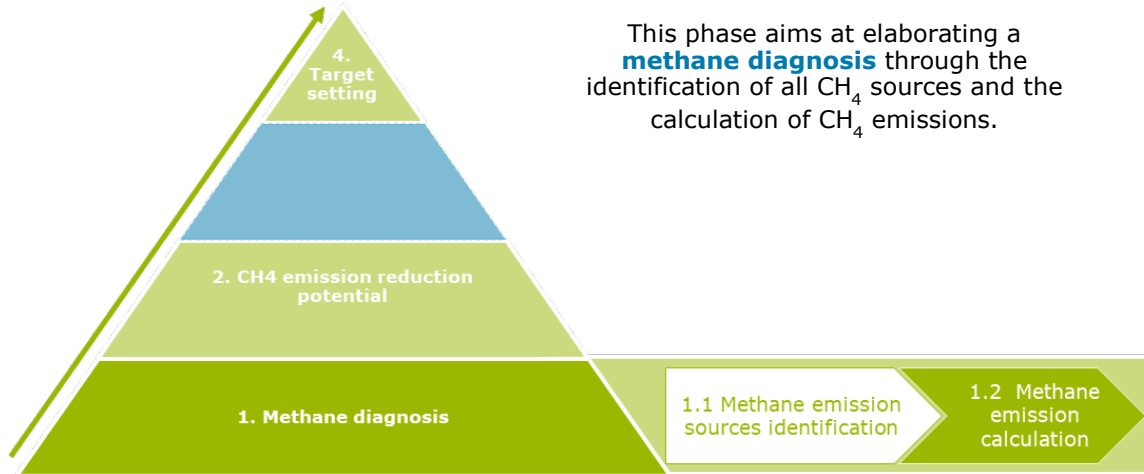 This phase aims at elaborating a
methane diagnosis through the
identification of all CH₄ sources and the
calculation of CH₄ emissions.
4.
Target
setting
2. CH4 emission reduction
potential
1. Methane diagnosis
1.1 Methane emission
sources identification
1.2 Methane
emission
calculation